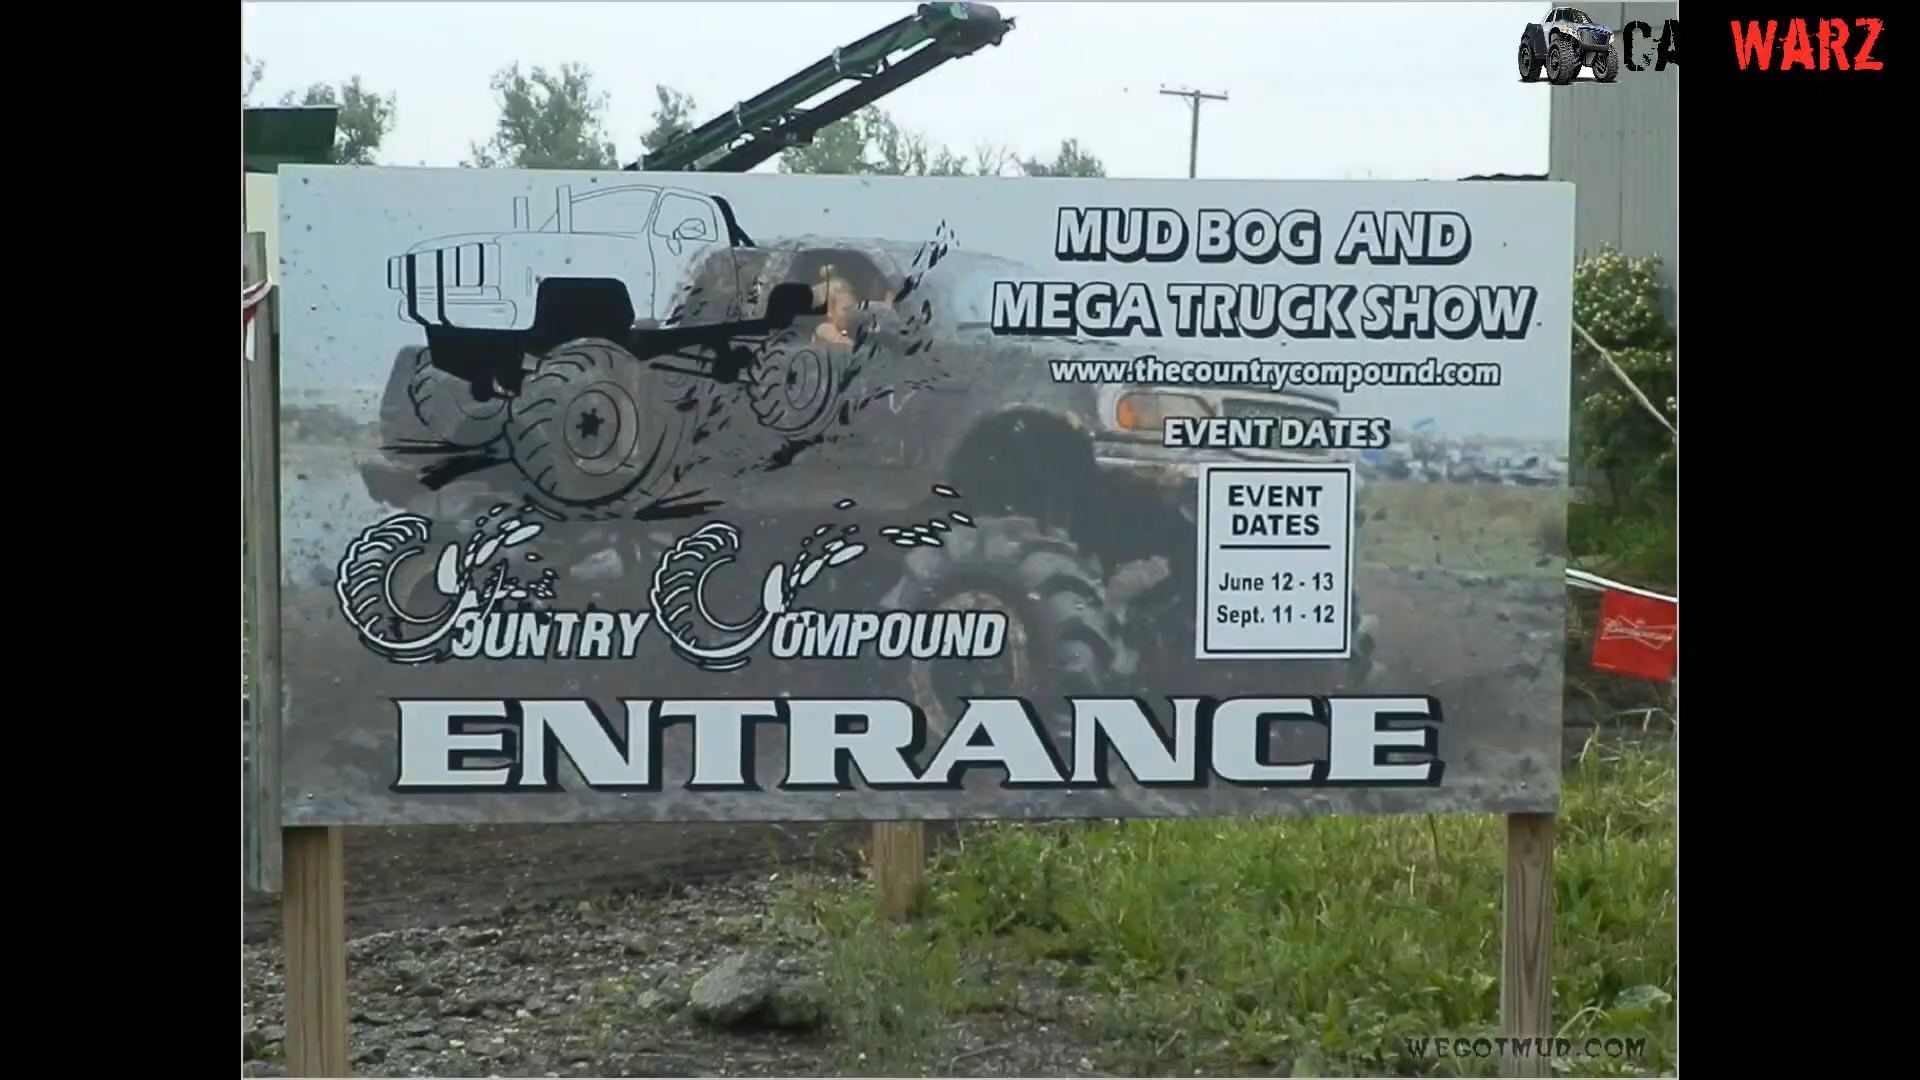 CA WARZ
MUD BOG AND
MEGA TRUCK SHOW
www.thecountrycompound.com
EVENT DATES
EVENT
DATES
June 12 - 13
Sept. 11 - 12
COUNTRY COMPOUND
ENTRANCE
Budweiser
WEGOTMUD.COM